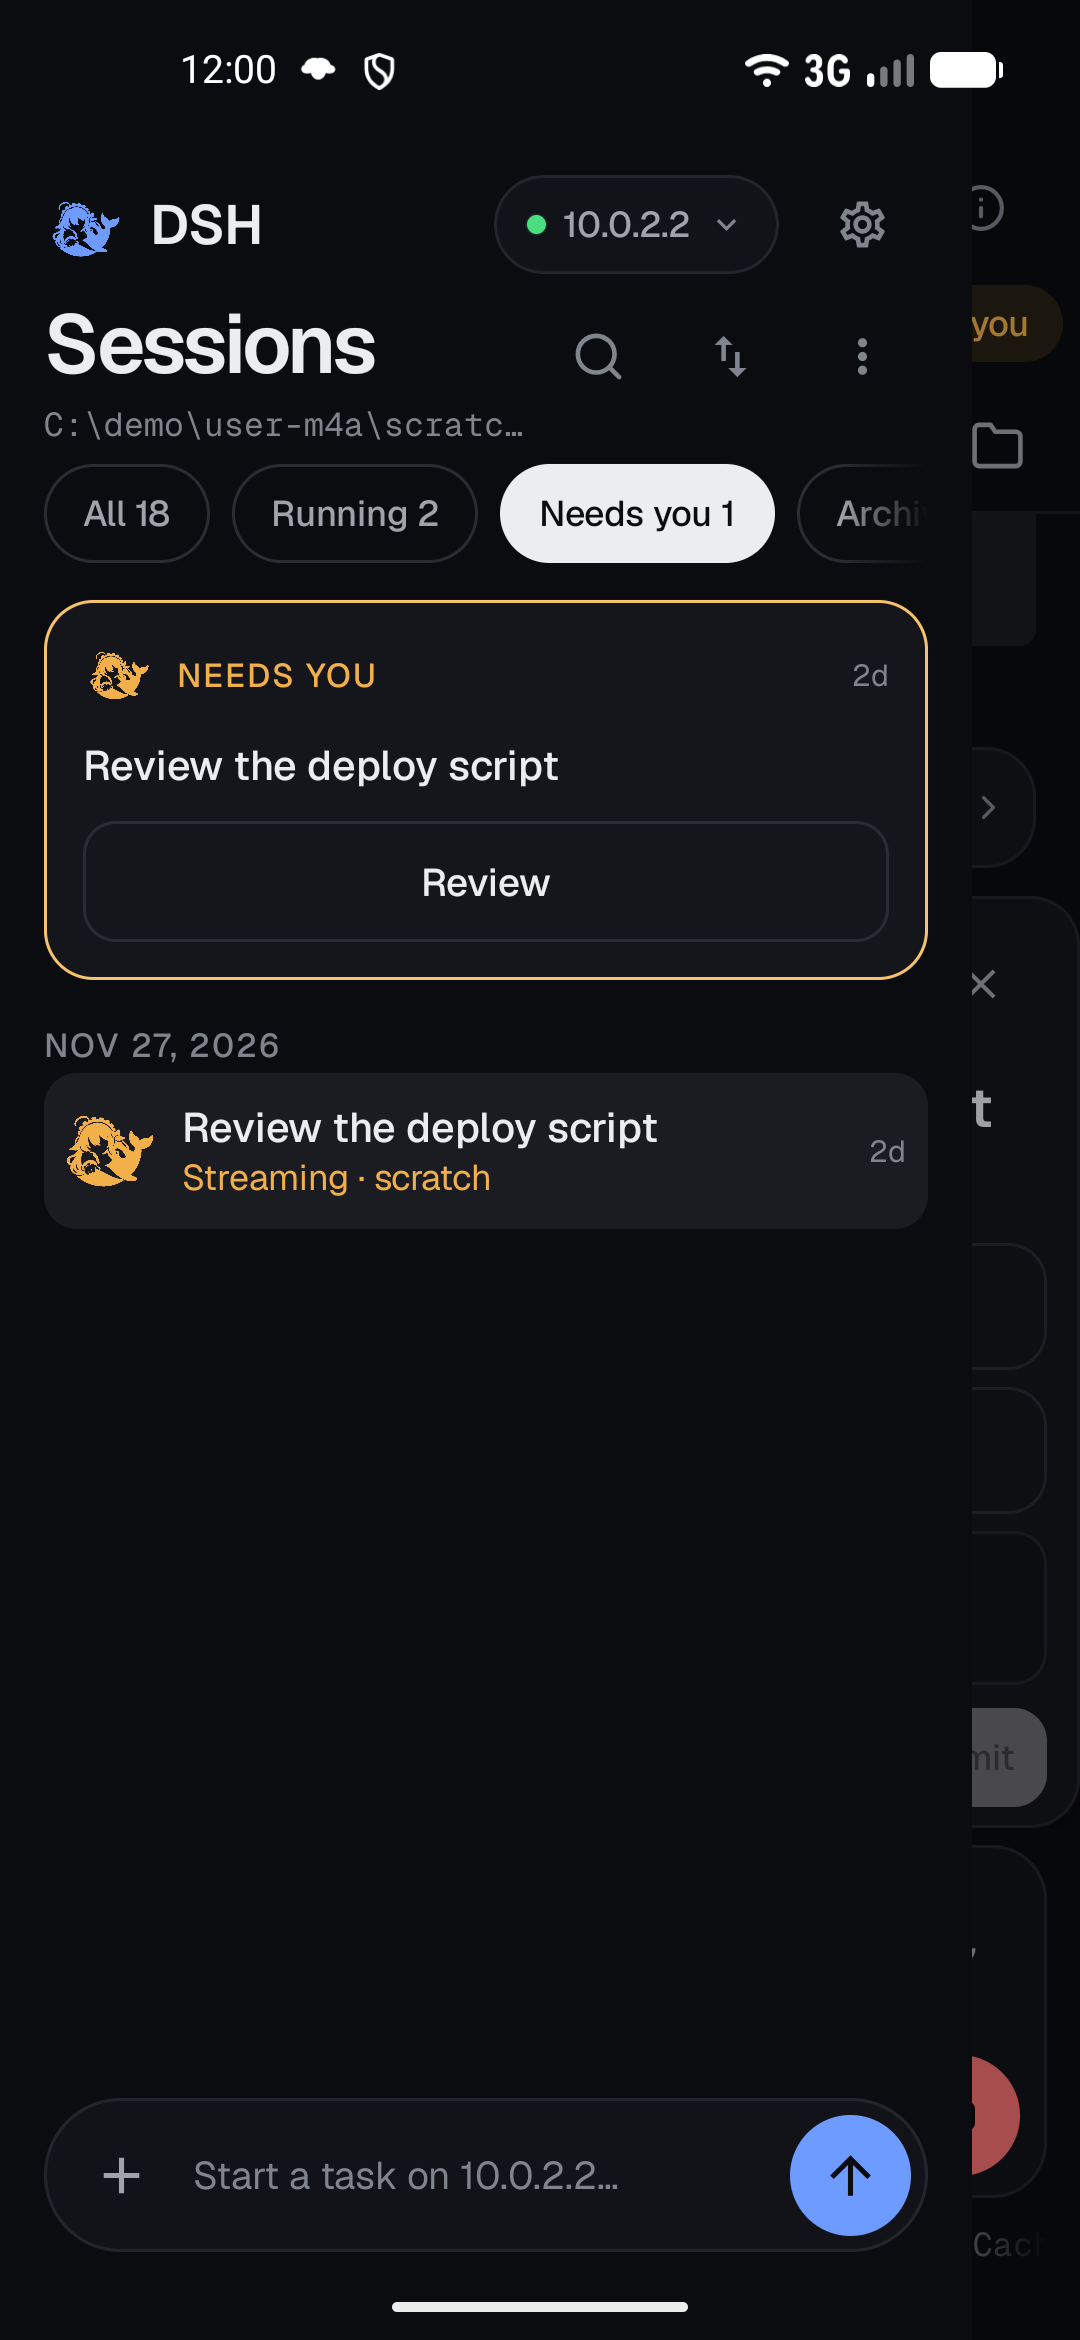 12:00
3G
DSH
10.0.2.2
Sessions
C:\demo\user-m4a\scratc…
All 18
Running 2
Needs you 1
Archi
you
NEEDS YOU
2d
Review the deploy script
Review
NOV 27, 2026
Review the deploy script
Streaming · scratch
2d
t
mit
Start a task on 10.0.2.2...
Cach